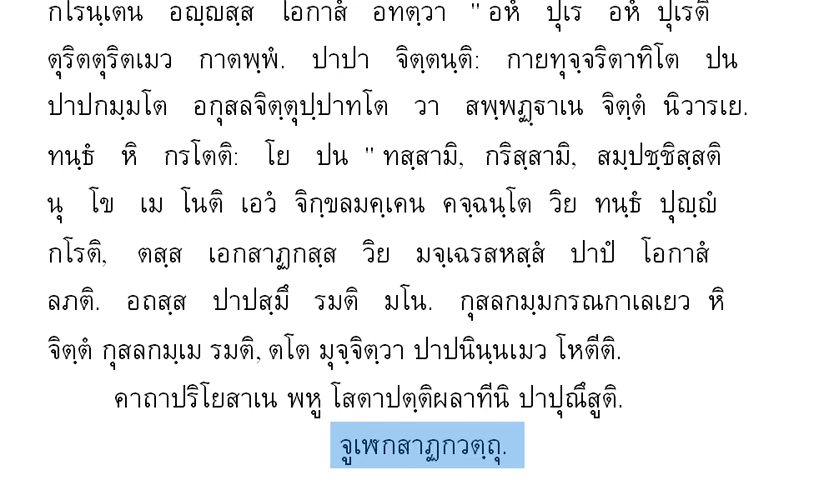 กโรนฺเตน อญฺญสฺส โอกาสํ อทตฺวา " อหํ ปุเร อหํ ปุเรติ
ตุริตตุริตเมว กาตพฺพํ. ปาปา จิตฺตนฺติ: กายทุจฺจริตาทิโต ปน
ปาปกมฺมโต อกุสลจิตฺตุปฺปาทโต วา สพฺพฏฺฐาเน จิตฺตํ นิวารเย.
ทนฺธํ หิ กรโตติ: โย ปน " ทสฺสามิ, กริสฺสามิ, สมฺปชฺชิสฺสติ
นุ โข เม โนติ เอวํ จิกฺขลมคฺเคน คจฺฉนฺโต วิย ทนฺธํ ปุญฺญํ
กโรติ, ตสฺส เอกสาฏกสฺส วิย มจฺเฉรสหสฺสํ ปาปํ โอกาสํ
ลภติ. อถสฺส ปาปสฺมึ รมติ มโน. กุสลกมฺมกรณกาเลเยว หิ
จิตฺตํ กุสลกมฺเม รมติ, ตโต มุจฺจิตฺวา ปาปนินฺนเมว โหตีติ.
คาถาปริโยสาเน พหู โสตาปตฺติผลาทีนิ ปาปุณึสูติ.
จูเฬกสาฏกวตฺถุ.